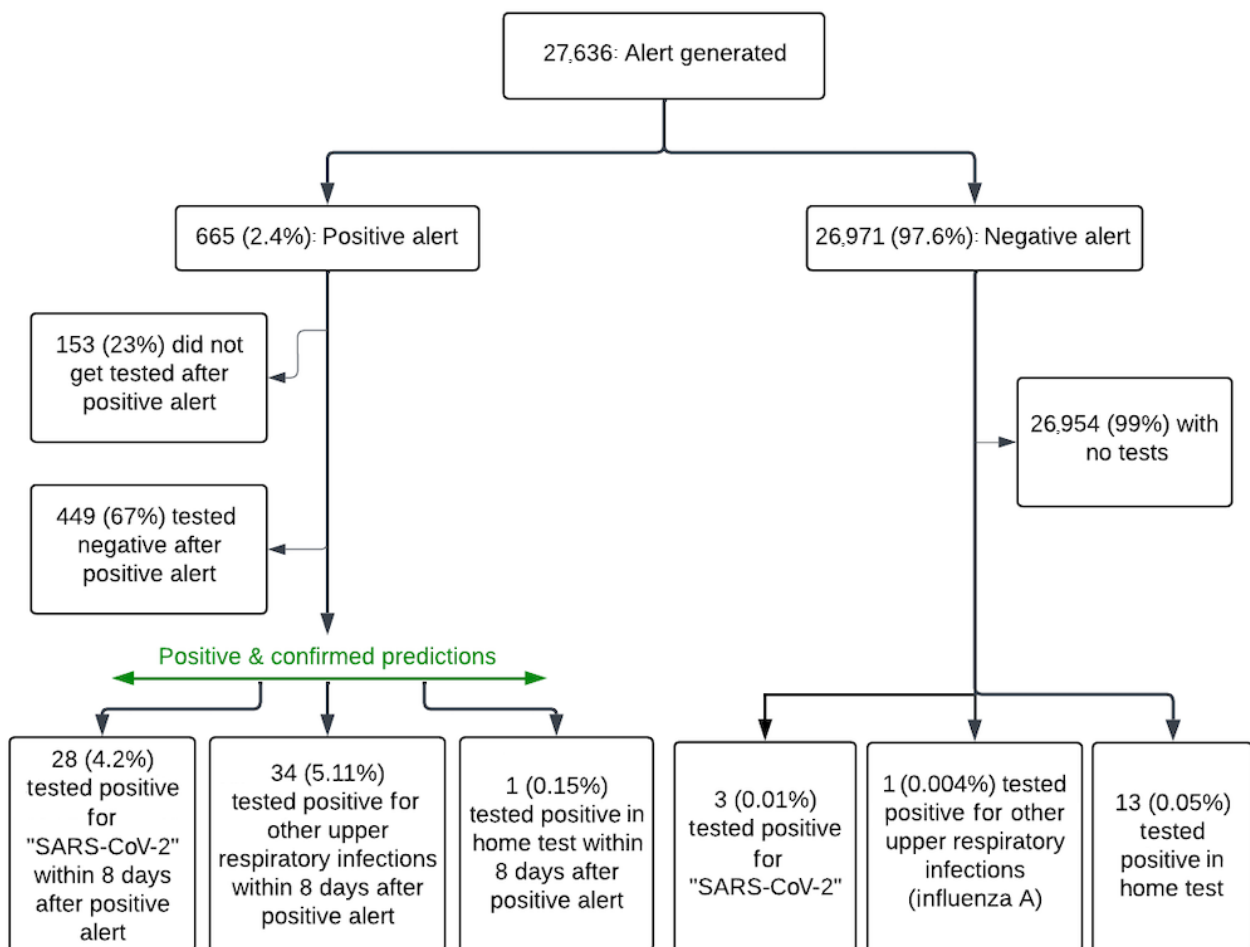 27,636: Alert generated
665 (2.4%): Positive alert
26,971 (97.6%): Negative alert
153 (23%) did not
get tested after
positive alert
26,954 (99%) with
no tests
449 (67%) tested
negative after
positive alert
Positive & confirmed predictions
28 (4.2%)
tested positive
for
"SARS-CoV-2"
within 8 days
after positive
alert
34 (5.11%)
tested positive for
other upper
respiratory infections
within 8 days after
positive alert
1 (0.15%)
tested positive in
home test within
8 days after
positive alert
3 (0.01%)
tested positive
for
"SARS-CoV-2"
1 (0.004%) tested
positive for other
upper respiratory
infections
(influenza A)
13 (0.05%)
tested
positive in
home test